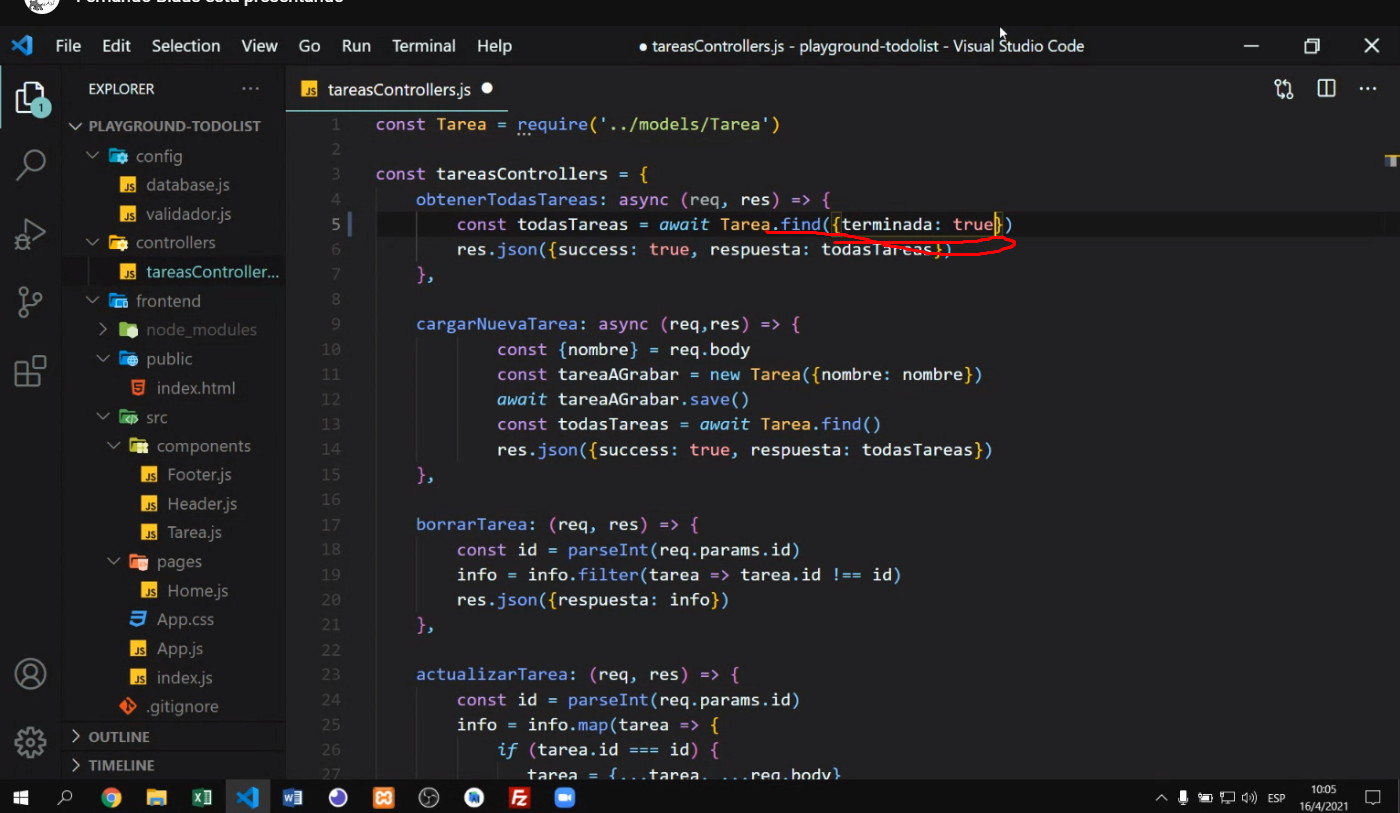 Fernando Blaus está presentando
File Edit Selection View Go Run Terminal Help
● tareasControllers.js - playground-todolist - Visual Studio Code
EXPLORER ...
tareasControllers.js ●
1
PLAYGROUND-TODOLIST
config
database.js
validador.js
controllers
tareasController...
frontend
node_modules
public
index.html
src
components
Footer.js
Header.js
Tarea.js
pages
Home.js
App.css
App.js
index.js
.gitignore
OUTLINE
TIMELINE
1 const Tarea = require('../models/Tarea')
2
3 const tareasControllers = {
4 obtenerTodasTareas: async (req, res) => {
5 const todasTareas = await Tarea.find({terminada: true})
6 res.json({success: true, respuesta: todasTareas})
7 },
8
9 cargarNuevaTarea: async (req,res) => {
10 const {nombre} = req.body
11 const tareaAGrabar = new Tarea({nombre: nombre})
12 await tareaAGrabar.save()
13 const todasTareas = await Tarea.find()
14 res.json({success: true, respuesta: todasTareas})
15 },
16
17 borrarTarea: (req, res) => {
18 const id = parseInt(req.params.id)
19 info = info.filter(tarea => tarea.id !== id)
20 res.json({respuesta: info})
21 },
22
23 actualizarTarea: (req, res) => {
24 const id = parseInt(req.params.id)
25 info = info.map(tarea => {
26 if (tarea.id === id) {
27 tarea = {...tarea, ...req.body}
ESP
10:05
16/4/2021